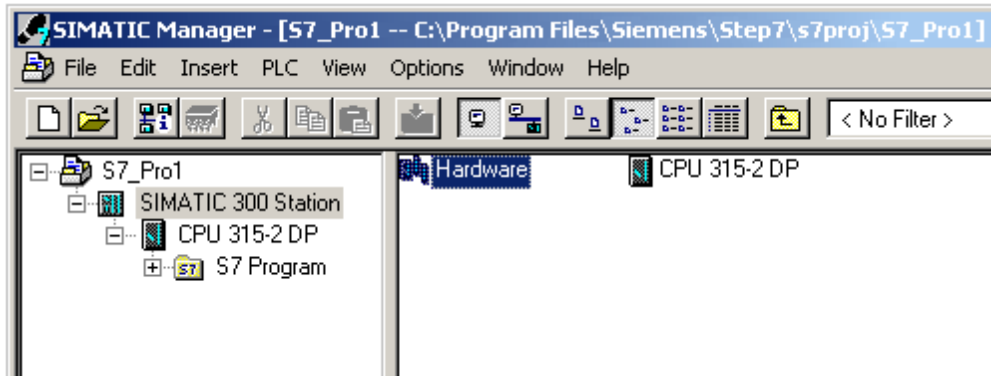 SIMATIC Manager - [S7_Pro1 -- C:\Program Files\Siemens\Step7\s7proj\S7_Pro1]
File Edit Insert PLC View Options Window Help
< No Filter >
S7_Pro1
SIMATIC 300 Station
CPU 315-2 DP
S7 Program
Hardware
CPU 315-2 DP